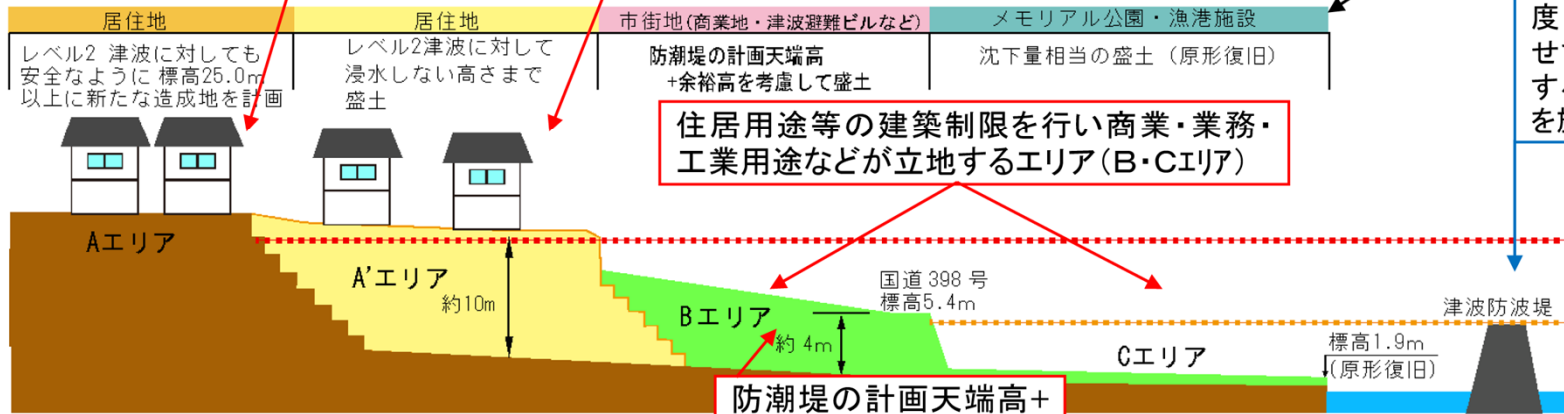 居住地
居住地
市街地(商業地・津波避難ビルなど)
メモリアル公園・漁港施設
レベル2 津波に対しても
安全なように 標高25.0m
以上に新たな造成地を計画
レベル2津波に対して
浸水しない高さまで
盛土
防潮堤の計画天端高
+余裕高を考慮して盛土
沈下量相当の盛土（原形復旧）
度
せ
す
を
住居用途等の建築制限を行い商業・業務・
工業用途などが立地するエリア(B・Cエリア)
Aエリア
A'エリア
約10m
Bエリア
約 4m
国道 398 号
標高5.4m
Cエリア
津波防波堤
標高1.9m
(原形復旧)
防潮堤の計画天端高+